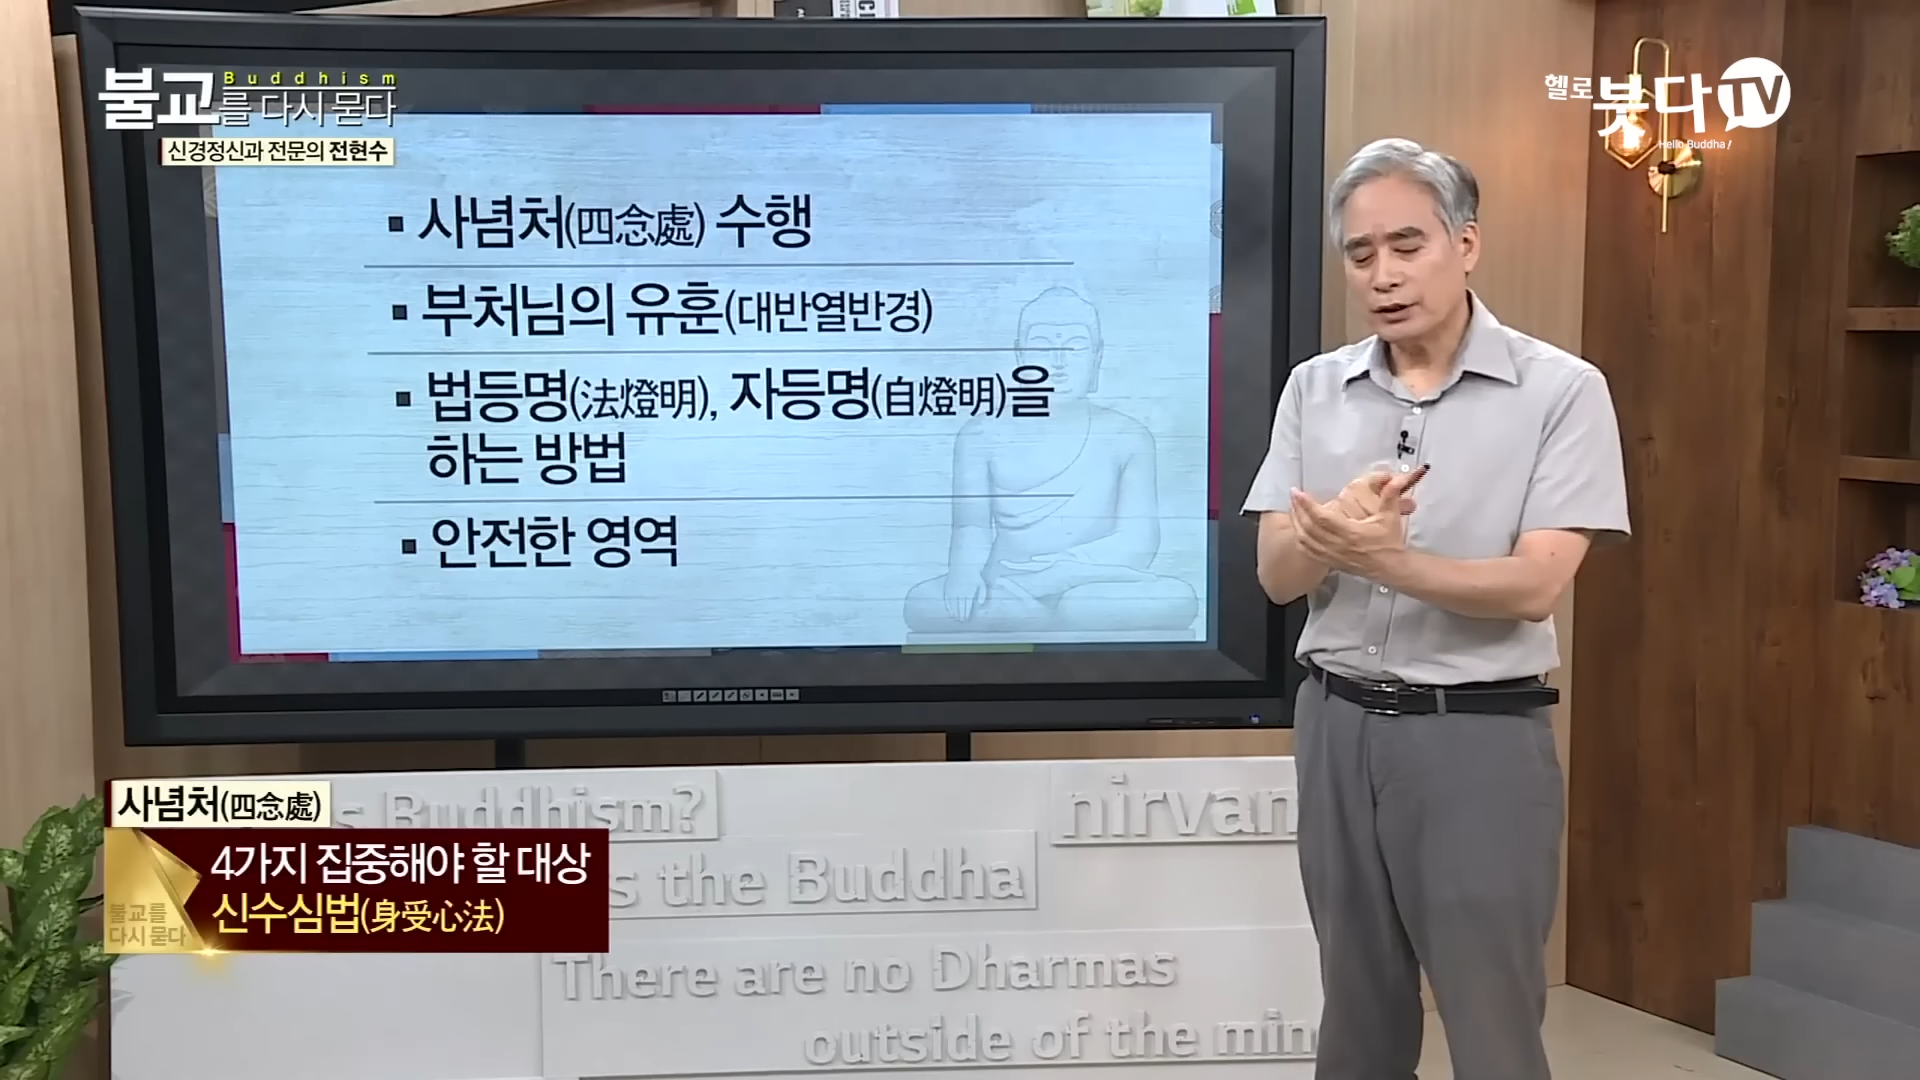 Buddhism
불교를 다시 묻다
신경정신과 전문의 전현수
헬로붓다TV
Hello Buddha!
▪ 사념처(四念處) 수행
▪ 부처님의 유훈(대반열반경)
▪ 법등명(法燈明), 자등명(自燈明)을
하는 방법
▪ 안전한 영역
사념처(四念處)
4가지 집중해야 할 대상
신수심법(身受心法)
불교를
다시 묻다
s Buddhism?
nirvan
s the Buddha
There are no Dharmas
outside of the min